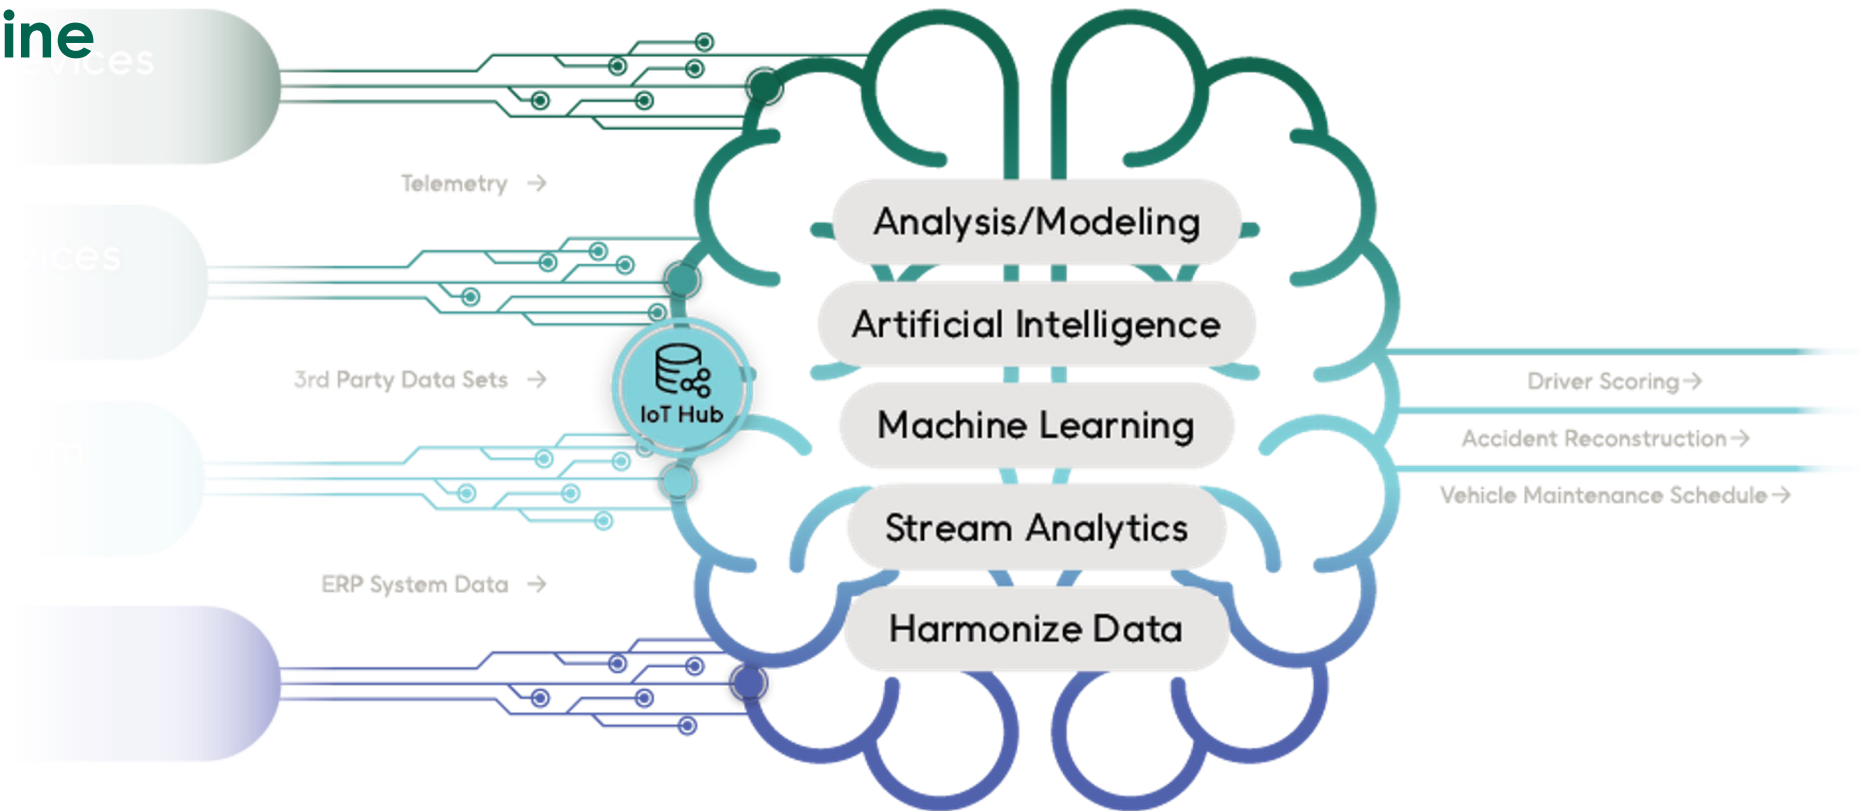 ine
Telemetry →
3rd Party Data Sets →
ERP System Data →
IoT Hub
Analysis/Modeling
Artificial Intelligence
Machine Learning
Stream Analytics
Harmonize Data
Driver Scoring→
Accident Reconstruction→
Vehicle Maintenance Schedule→